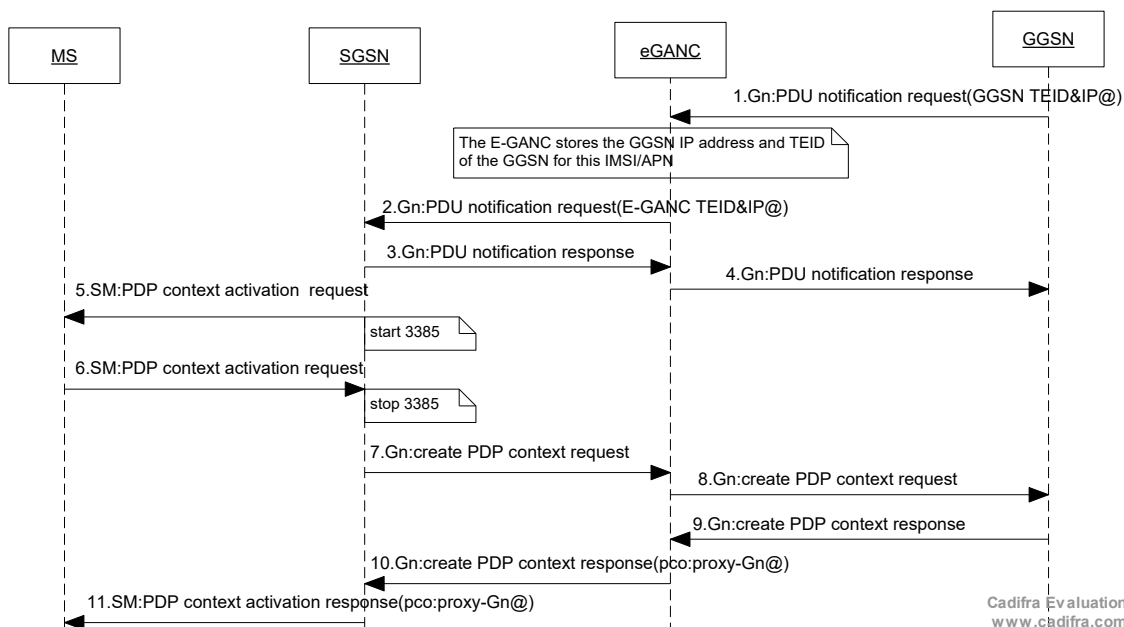 MS
SGSN
eGANC
GGSN
1.Gn:PDU notification request(GGSN TEID&IP@)
The E-GANC stores the GGSN IP address and TEID
of the GGSN for this IMSI/APN
2.Gn:PDU notification request(E-GANC TEID&IP@)
3.Gn:PDU notification response
4.Gn:PDU notification response
5.SM:PDP context activation request
start 3385
6.SM:PDP context activation request
stop 3385
7.Gn:create PDP context request
8.Gn:create PDP context request
9.Gn:create PDP context response
10.Gn:create PDP context response(pco:proxy-Gn@)
11.SM:PDP context activation response(pco:proxy-Gn@)
Cadifra Evaluation
www.cadifra.com